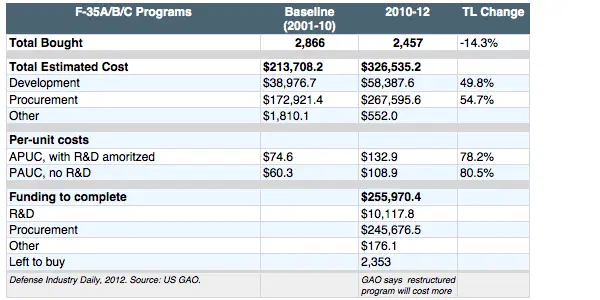 F-35A/B/C Programs Baseline (2001-10) 2010-12 TL Change
Total Bought 2,866 2,457 -14.3%
Total Estimated Cost $213,708.2 $326,535.2
Development $38,976.7 $58,387.6 49.8%
Procurement $172,921.4 $267,595.6 54.7%
Other $1,810.1 $552.0
Per-unit costs
APUC, with R&D amoritzed $74.6 $132.9 78.2%
PAUC, no R&D $60.3 $108.9 80.5%
Funding to complete $255,970.4
R&D $10,117.8
Procurement $245,676.5
Other $176.1
Left to buy 2,353
Defense Industry Daily, 2012. Source: US GAO. GAO says restructured
program will cost more